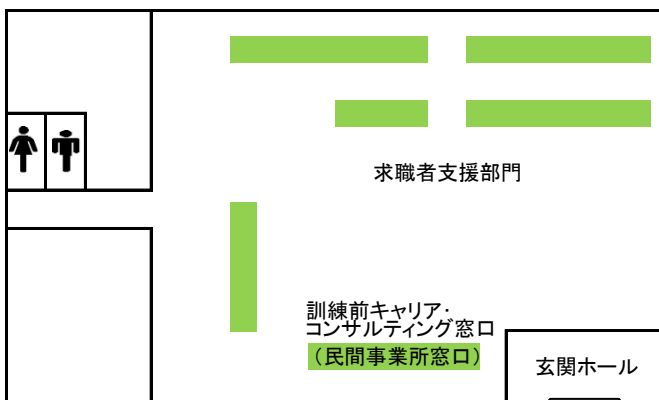 求職者支援部門
訓練前キャリア・
コンサルティング窓口
（民間事業所窓口）
玄関ホール